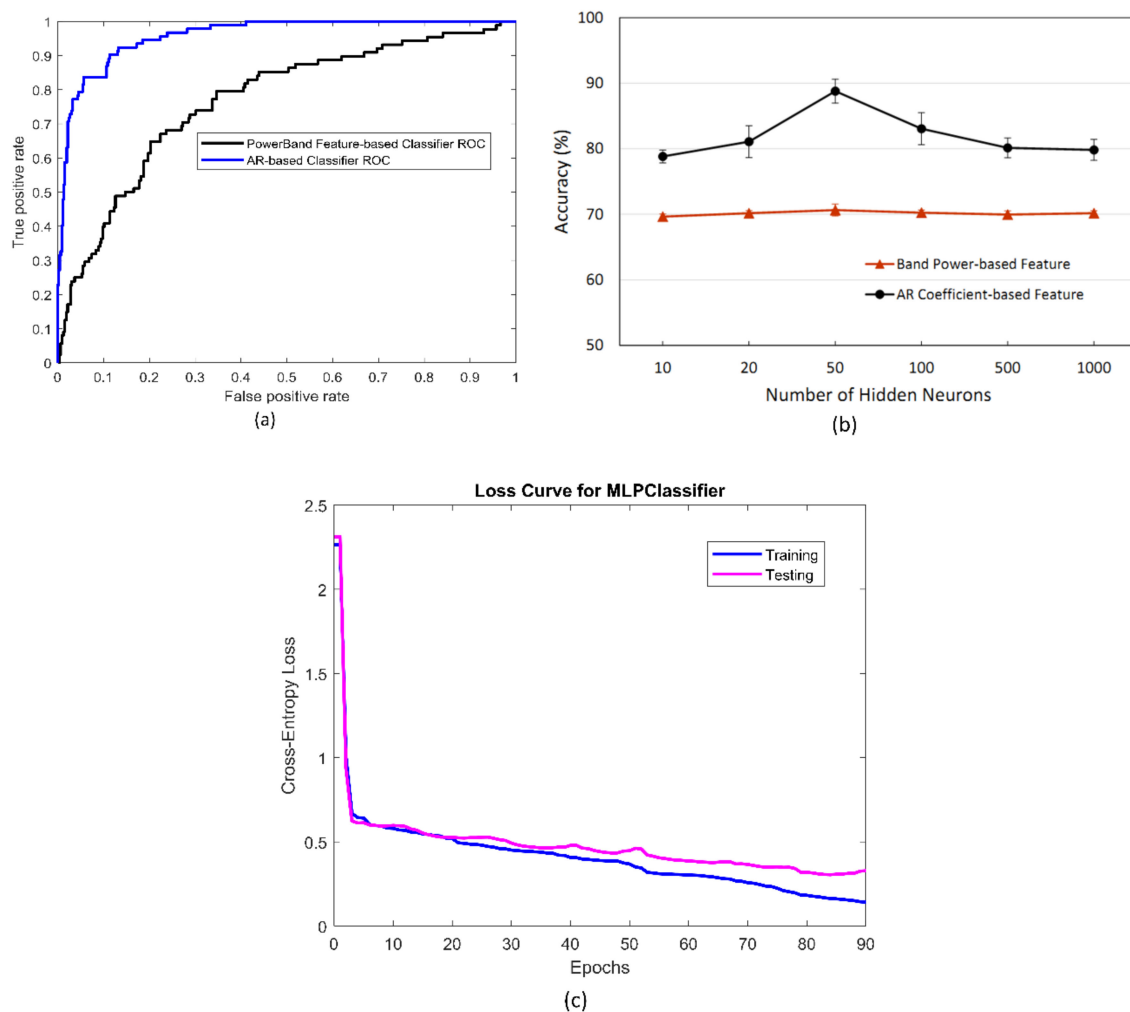 1
0.9
0.8
0.7
0.6
0.5
0.4
0.3
0.2
0.1
0
True positive rate
PowerBand Feature-based Classifier ROC
AR-based Classifier ROC
0 0.1 0.2 0.3 0.4 0.5 0.6 0.7 0.8 0.9 1
False positive rate
(a)
100
90
80
70
60
50
Accuracy (%)
Band Power-based Feature
AR Coefficient-based Feature
10 20 50 100 500 1000
Number of Hidden Neurons
(b)
Loss Curve for MLPClassifier
2.5
2
1.5
1
0.5
0
Cross-Entropy Loss
Training
Testing
0 10 20 30 40 50 60 70 80 90
Epochs
(c)